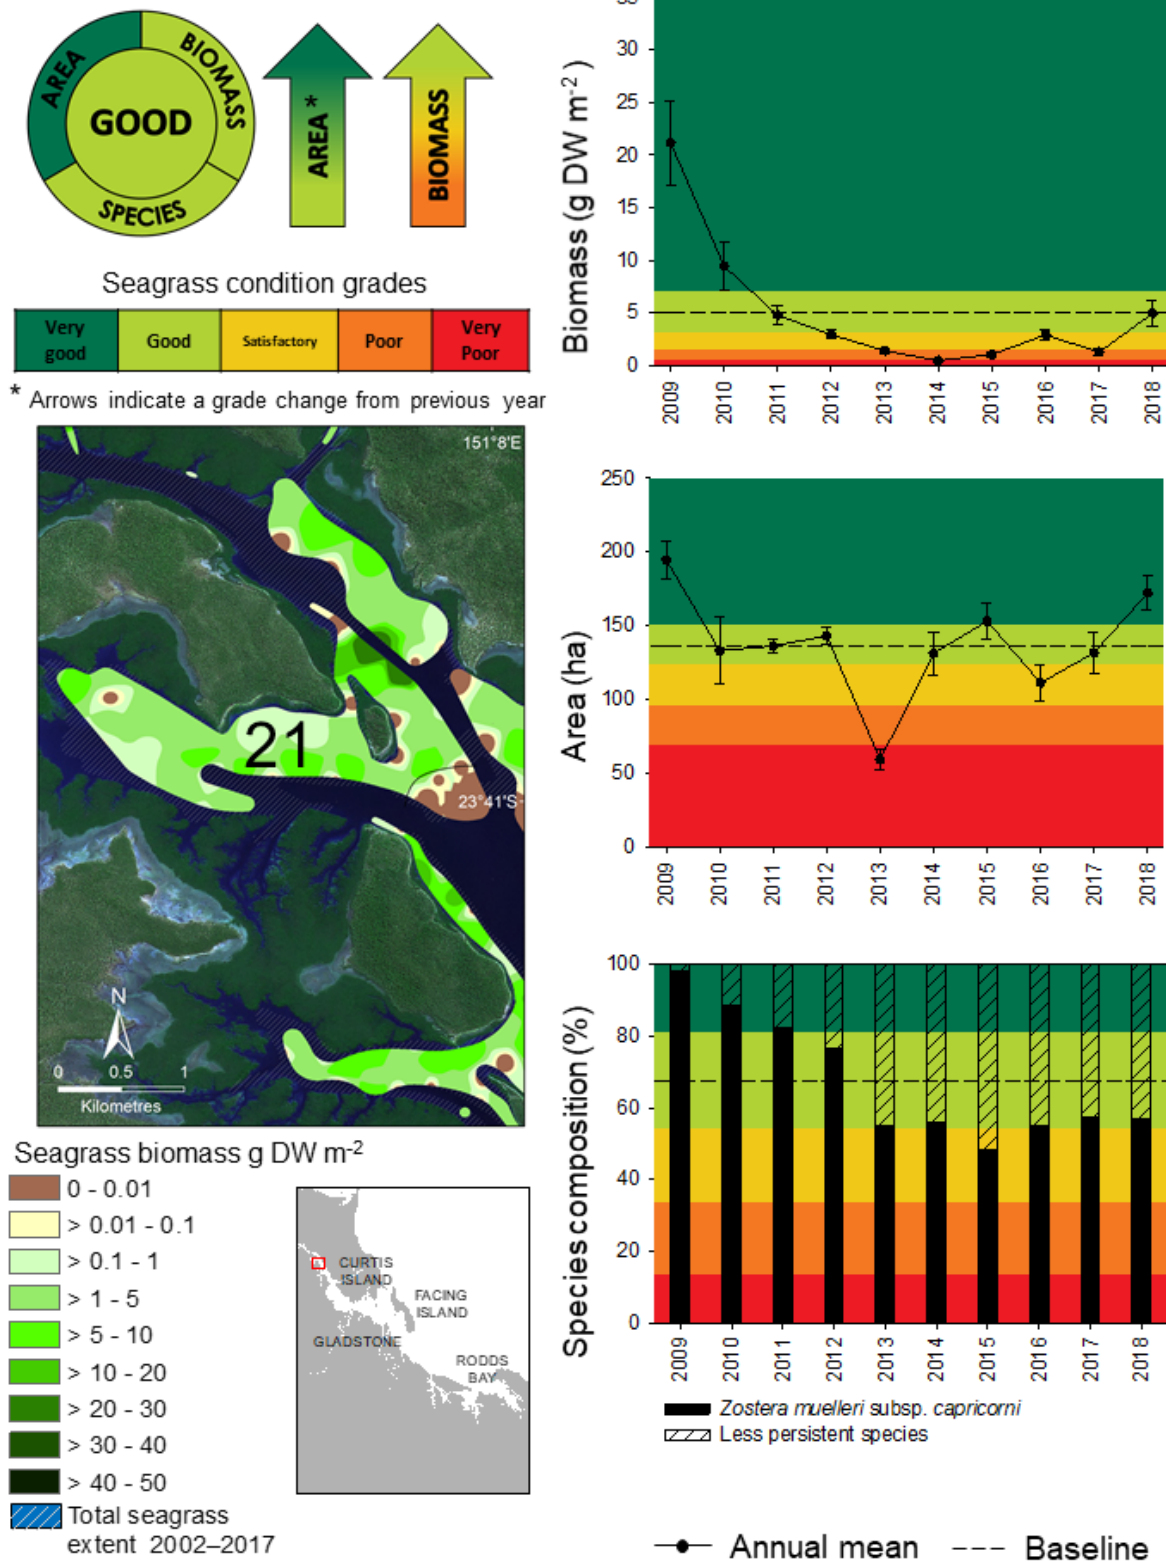 AREA
BIOMASS
GOOD
SPECIES
AREA *
BIOMASS
Seagrass condition grades
Very good
Good
Satisfactory
Poor
Very Poor
* Arrows indicate a grade change from previous year
151°8'E
21
23°41'S
N
0 0.5 1
Kilometres
Seagrass biomass g DW m-2
0 - 0.01
> 0.01 - 0.1
> 0.1 - 1
> 1 - 5
> 5 - 10
> 10 - 20
> 20 - 30
> 30 - 40
> 40 - 50
Total seagrass
extent 2002–2017
CURTIS
ISLAND
FACING
ISLAND
GLADSTONE
RODDS
BAY
Biomass (g DW m-2)
35
30
25
20
15
10
5
0
2009 2010 2011 2012 2013 2014 2015 2016 2017 2018
Area (ha)
250
200
150
100
50
0
2009 2010 2011 2012 2013 2014 2015 2016 2017 2018
Species composition (%)
100
80
60
40
20
0
2009 2010 2011 2012 2013 2014 2015 2016 2017 2018
Zostera muelleri subsp. capricorni
Less persistent species
Annual mean
Baseline